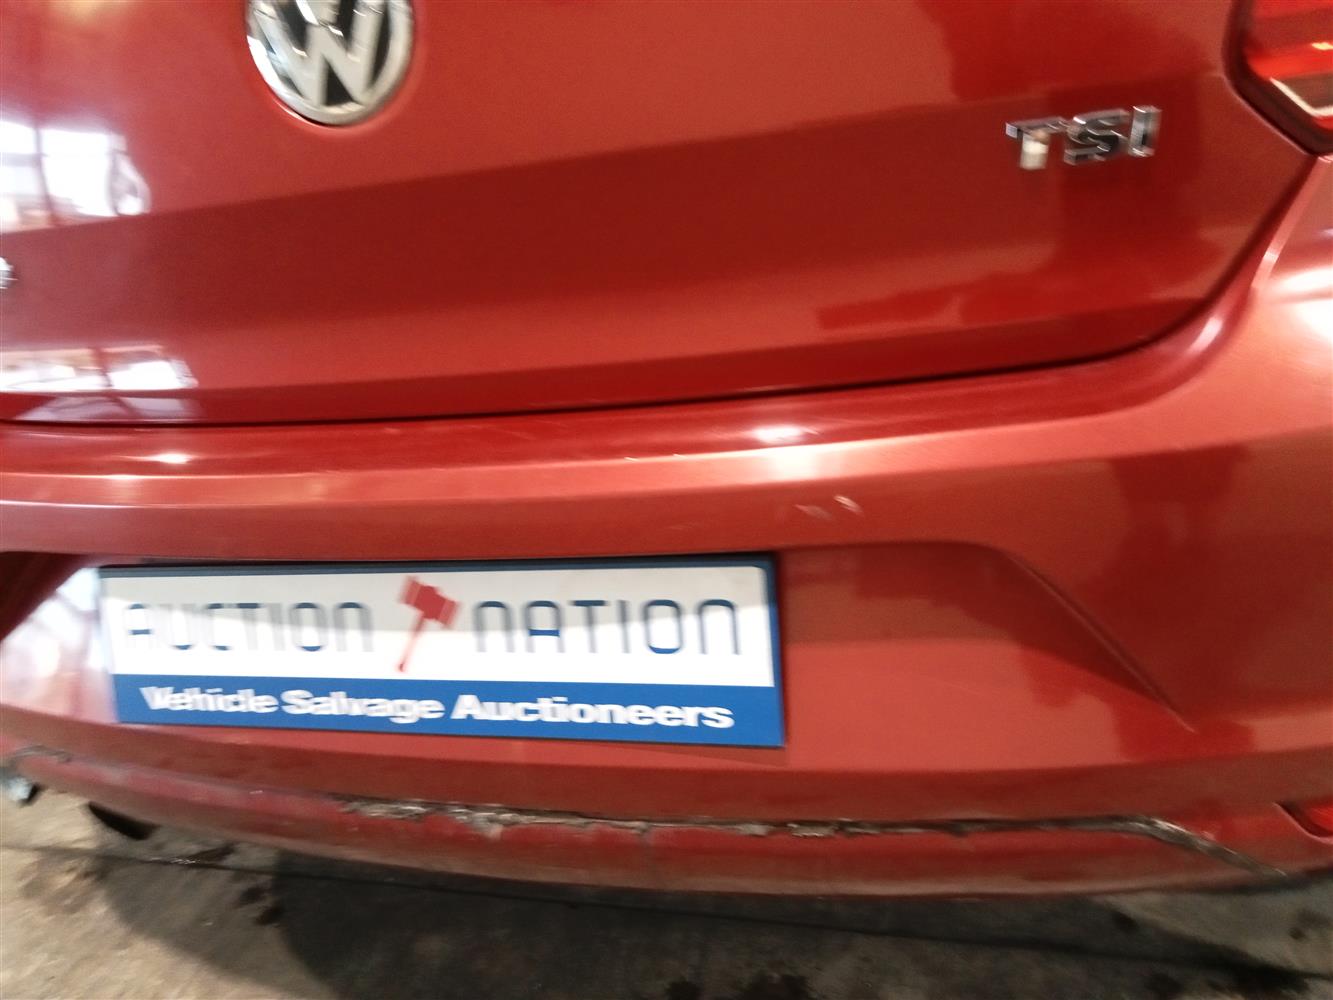 TSI
AUCTION NATION
Vehicle Salvage Auctioneers